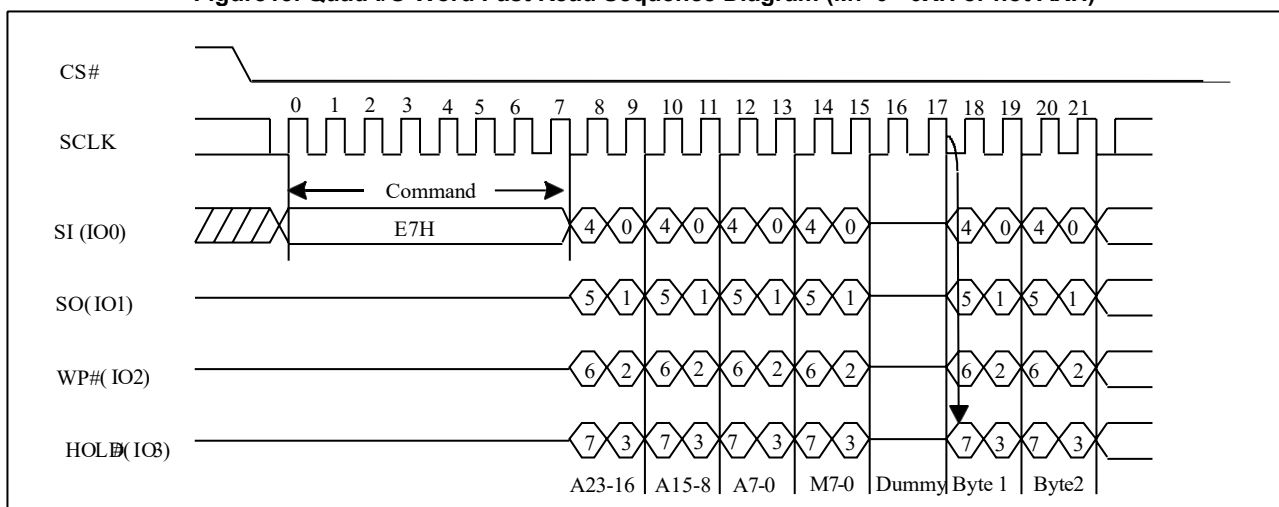 CS#
0 1 2 3 4 5 6 7 8 9 10 11 12 13 14 15 16 17 18 19 20 21
SCLK
Command
SI (IO0) E7H 4 0 4 0 4 0 4 0 4 0 4 0
SO( IO1) 5 1 5 1 5 1 5 1 5 1 5 1
WP#( IO2) 6 2 6 2 6 2 6 2 6 2 6 2
HOLD#( IO3) 7 3 7 3 7 3 7 3 7 3 7 3
A23-16 A15-8 A7-0 M7-0 Dummy Byte 1 Byte2